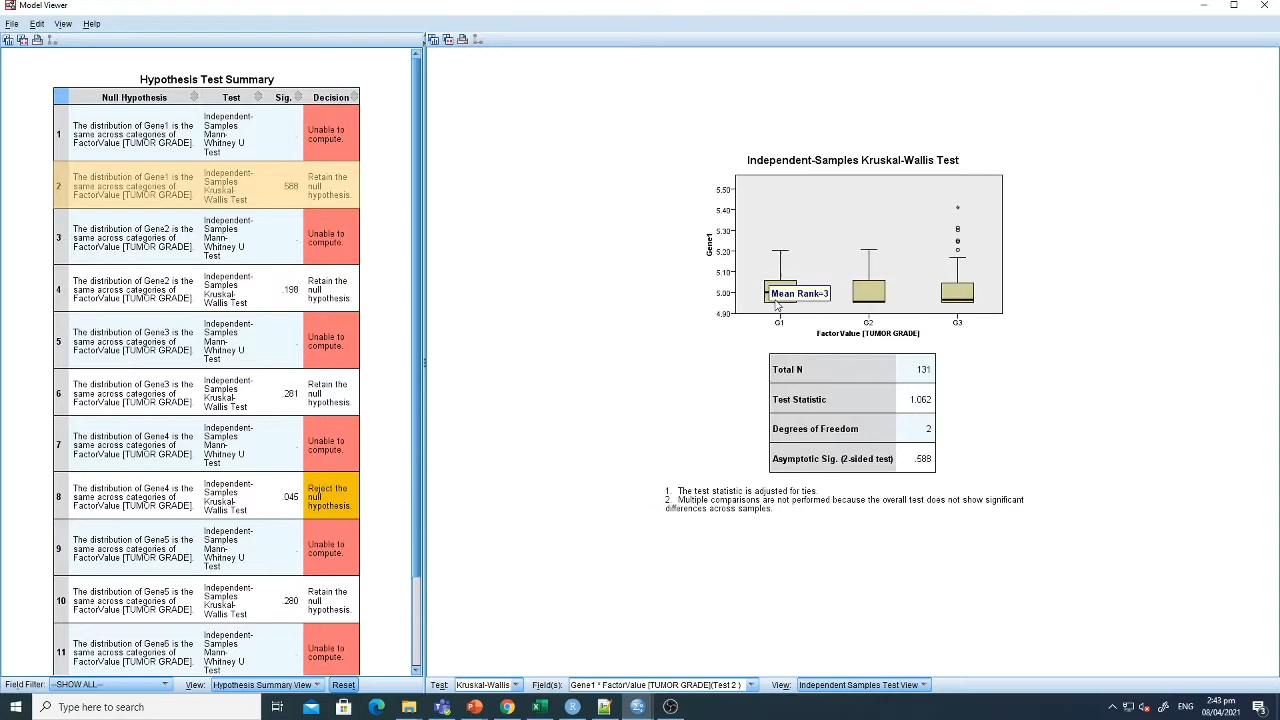 Model Viewer
File Edit View Help
Hypothesis Test Summary
Null Hypothesis Test Sig. Decision
1 The distribution of Gene1 is the same across categories of FactorValue [TUMOR GRADE]. Independent-Samples Mann-Whitney U Test . Unable to compute.
2 The distribution of Gene1 is the same across categories of FactorValue [TUMOR GRADE]. Independent-Samples Kruskal-Wallis Test .588 Retain the null hypothesis.
3 The distribution of Gene2 is the same across categories of FactorValue [TUMOR GRADE]. Independent-Samples Mann-Whitney U Test . Unable to compute.
4 The distribution of Gene2 is the same across categories of FactorValue [TUMOR GRADE]. Independent-Samples Kruskal-Wallis Test .198 Retain the null hypothesis.
5 The distribution of Gene3 is the same across categories of FactorValue [TUMOR GRADE]. Independent-Samples Mann-Whitney U Test . Unable to compute.
6 The distribution of Gene3 is the same across categories of FactorValue [TUMOR GRADE]. Independent-Samples Kruskal-Wallis Test .281 Retain the null hypothesis.
7 The distribution of Gene4 is the same across categories of FactorValue [TUMOR GRADE]. Independent-Samples Mann-Whitney U Test . Unable to compute.
8 The distribution of Gene4 is the same across categories of FactorValue [TUMOR GRADE]. Independent-Samples Kruskal-Wallis Test .045 Reject the null hypothesis.
9 The distribution of Gene5 is the same across categories of FactorValue [TUMOR GRADE]. Independent-Samples Mann-Whitney U Test . Unable to compute.
10 The distribution of Gene5 is the same across categories of FactorValue [TUMOR GRADE]. Independent-Samples Kruskal-Wallis Test .280 Retain the null hypothesis.
11 The distribution of Gene6 is the same across categories of FactorValue [TUMOR GRADE]. Independent-Samples Mann-Whitney U Test Unable to compute.
Field Filter: --SHOW ALL-- View: Hypothesis Summary View Reset
Independent-Samples Kruskal-Wallis Test
5.50
5.40
5.30
5.20
5.10
5.00
4.90
Gene1
Mean Rank=3
G1 G2 G3
FactorValue [TUMOR GRADE]
Total N 131
Test Statistic 1.062
Degrees of Freedom 2
Asymptotic Sig. (2-sided test) .588
1. The test statistic is adjusted for ties.
2. Multiple comparisons are not performed because the overall test does not show significant
differences across samples.
Test: Kruskal-Wallis Field(s): Gene1 * FactorValue [TUMOR GRADE](Test 2 ) View: Independent Samples Test View
Type here to search
ENG
2:43 pm
08/04/2021